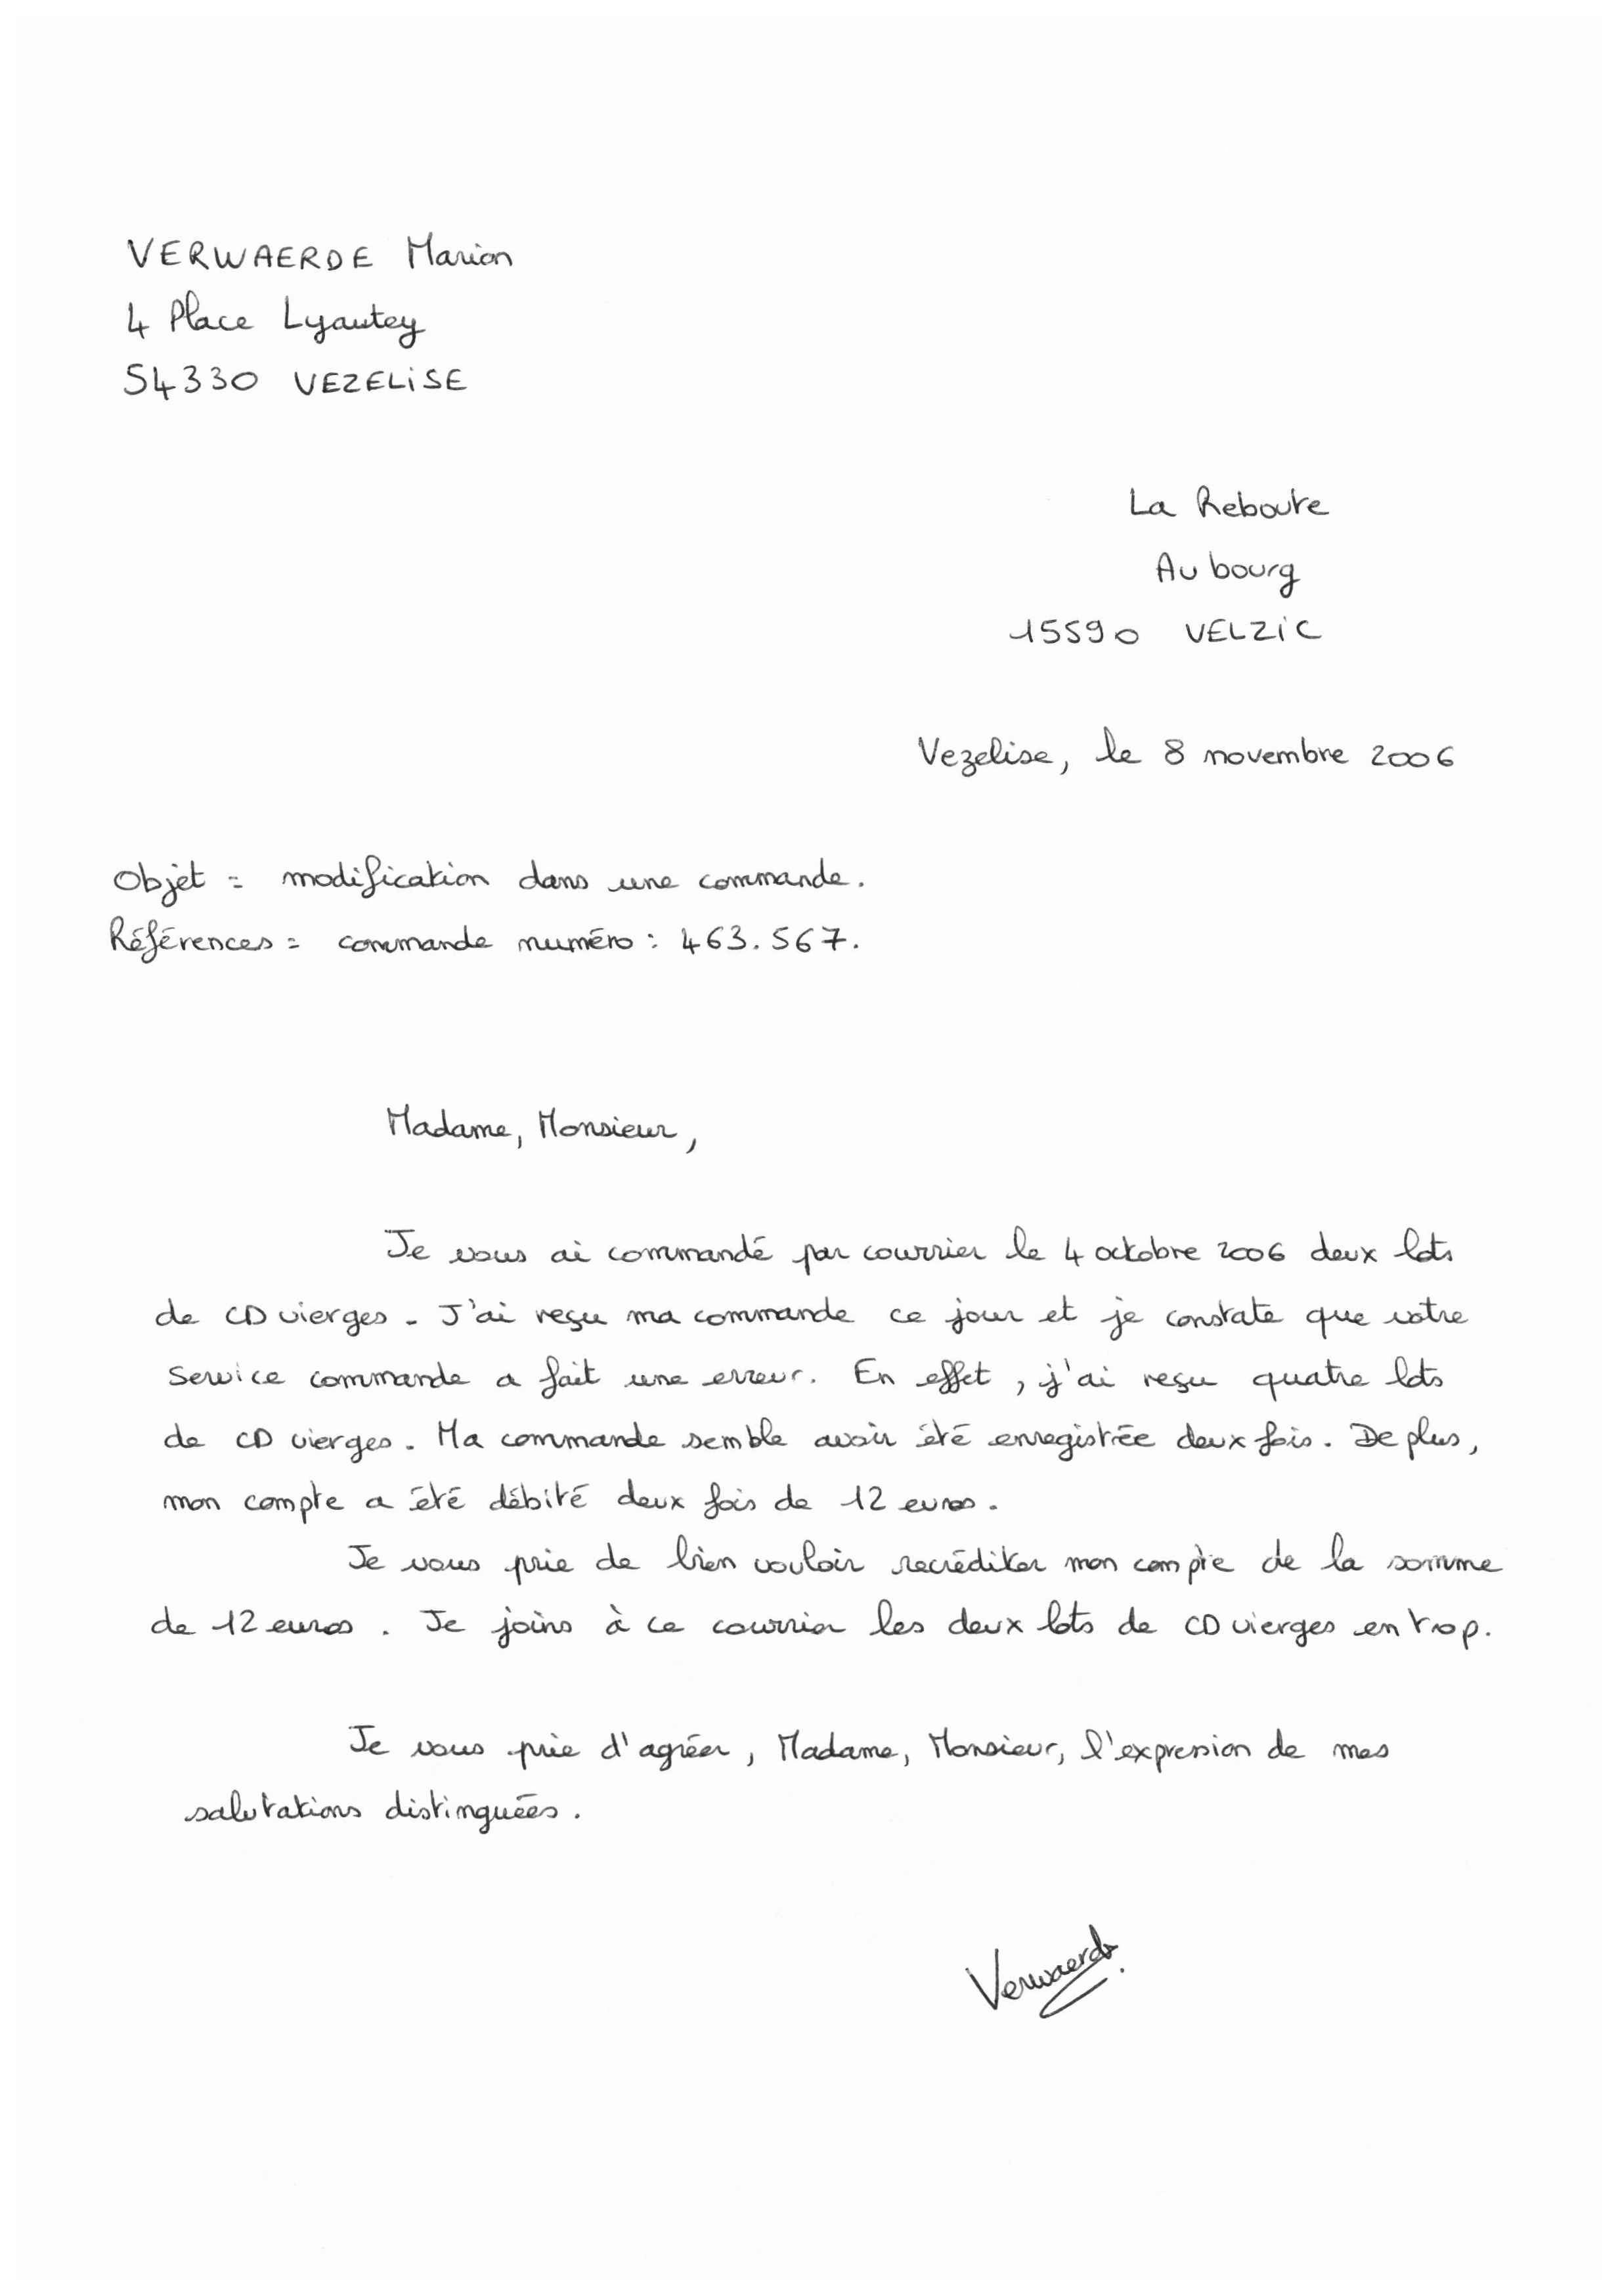 VERWAERDE Marion
4 Place Lyautey
54330 VEZELiSE
La Reboute
Au bourg
15590 VELZiC
Vezelise, le 8 novembre 2006
Objet = modification dans une commande.
Références = commande numéro : 463.567.
Madame, Monsieur,
Je vous ai commandé par courrier le 4 octobre 2006 deux lots
de CD vierges. J'ai reçu ma commande ce jour et je constate que votre
service commande a fait une erreur. En effet, j'ai reçu quatre lots
de CD vierges. Ma commande semble avoir été enregistrée deux fois. De plus,
mon compte a été débité deux fois de 12 euros.
Je vous prie de bien vouloir recréditer mon compte de la somme
de 12 euros. Je joins à ce courrier les deux lots de CD vierges en trop.
Je vous prie d'agréer, Madame, Monsieur, l'expression de mes
salutations distinguées.
Verwaerde